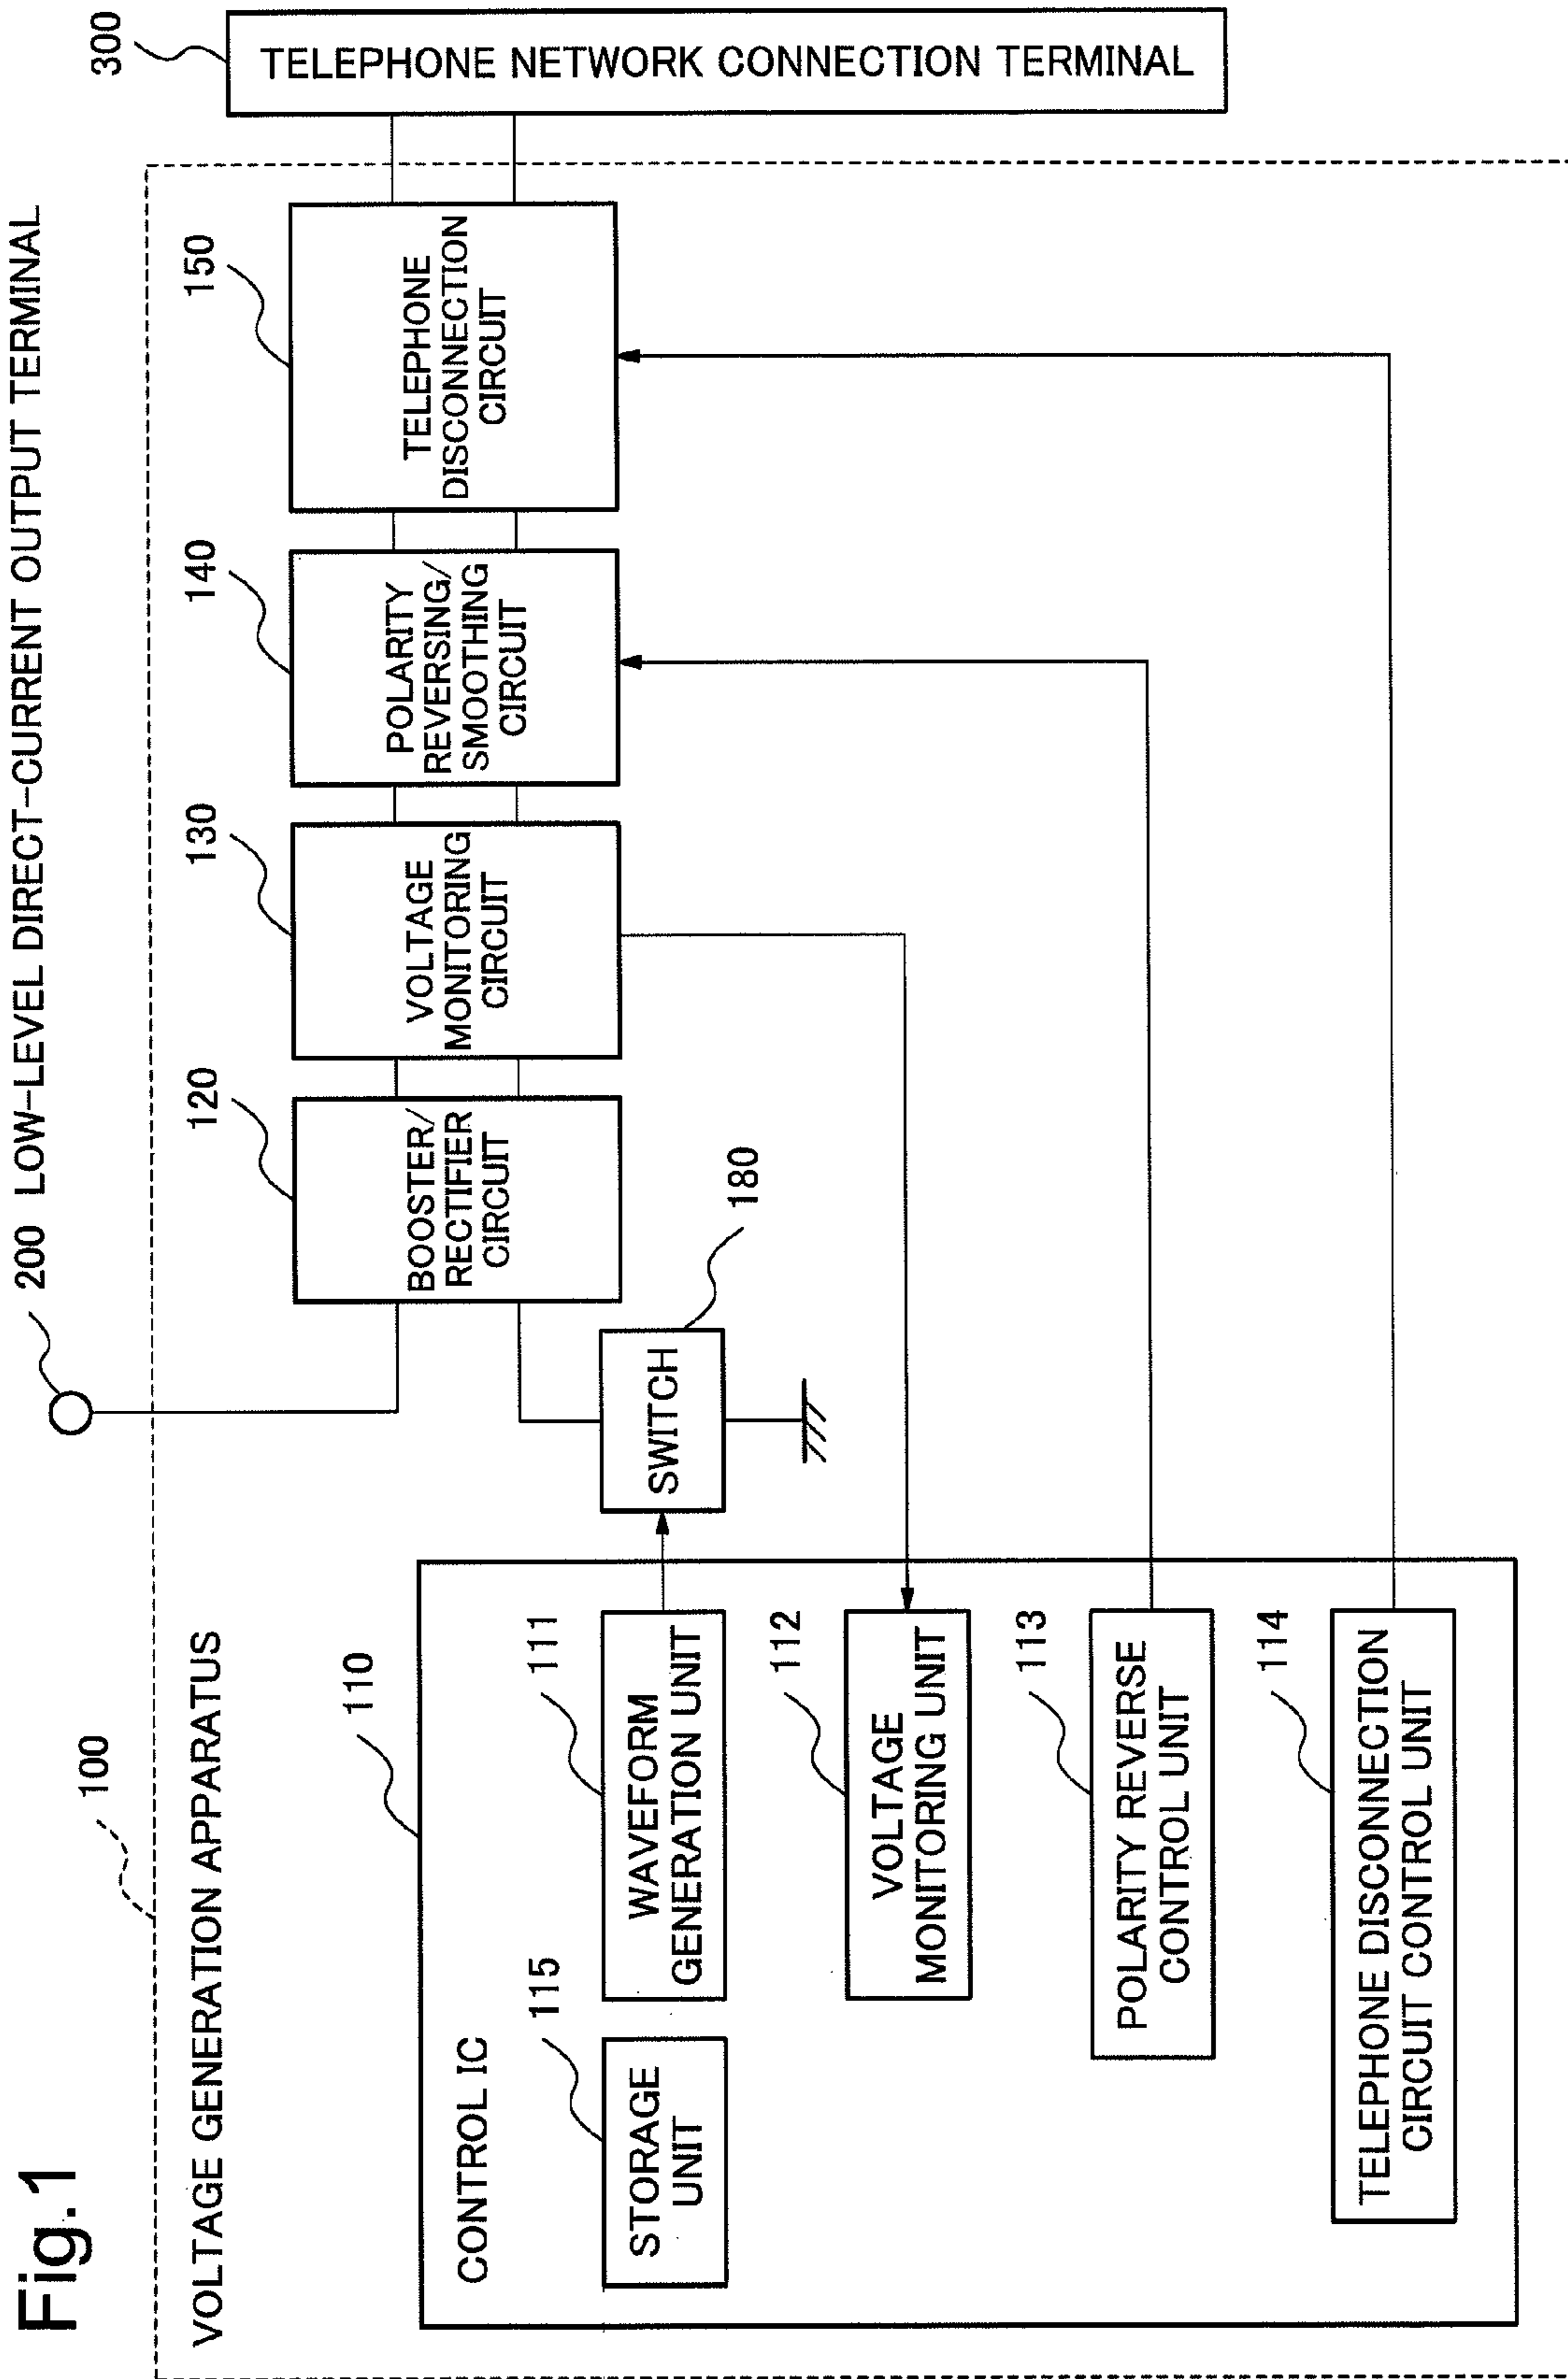 Fig.1
200 LOW-LEVEL DIRECT-CURRENT OUTPUT TERMINAL
100
VOLTAGE GENERATION APPARATUS
300
TELEPHONE NETWORK CONNECTION TERMINAL
120
BOOSTER/
RECTIFIER
CIRCUIT
130
VOLTAGE
MONITORING
CIRCUIT
140
POLARITY
REVERSING/
SMOOTHING
CIRCUIT
150
TELEPHONE
DISCONNECTION
CIRCUIT
180
SWITCH
110
CONTROL IC
115
STORAGE
UNIT
111
WAVEFORM
GENERATION UNIT
112
VOLTAGE
MONITORING UNIT
113
POLARITY REVERSE
CONTROL UNIT
114
TELEPHONE DISCONNECTION
CIRCUIT CONTROL UNIT